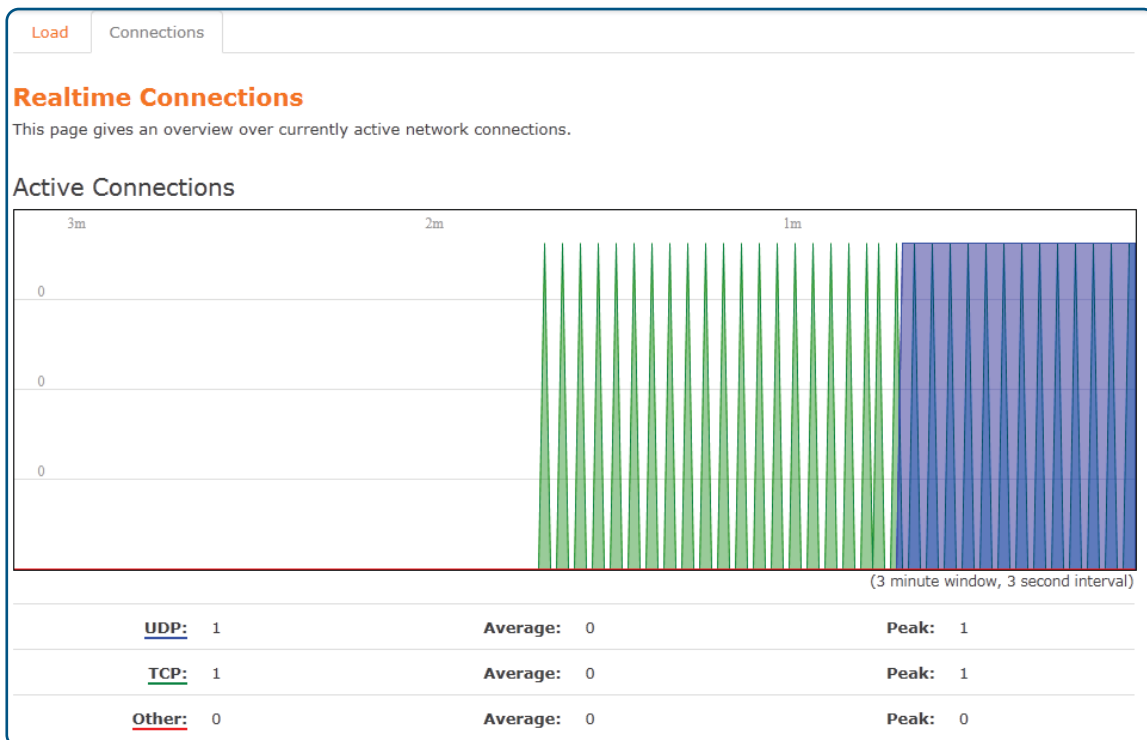 Load Connections
Realtime Connections
This page gives an overview over currently active network connections.
Active Connections
3m 2m 1m
0
0
0
(3 minute window, 3 second interval)
UDP: 1 Average: 0 Peak: 1
TCP: 1 Average: 0 Peak: 1
Other: 0 Average: 0 Peak: 0